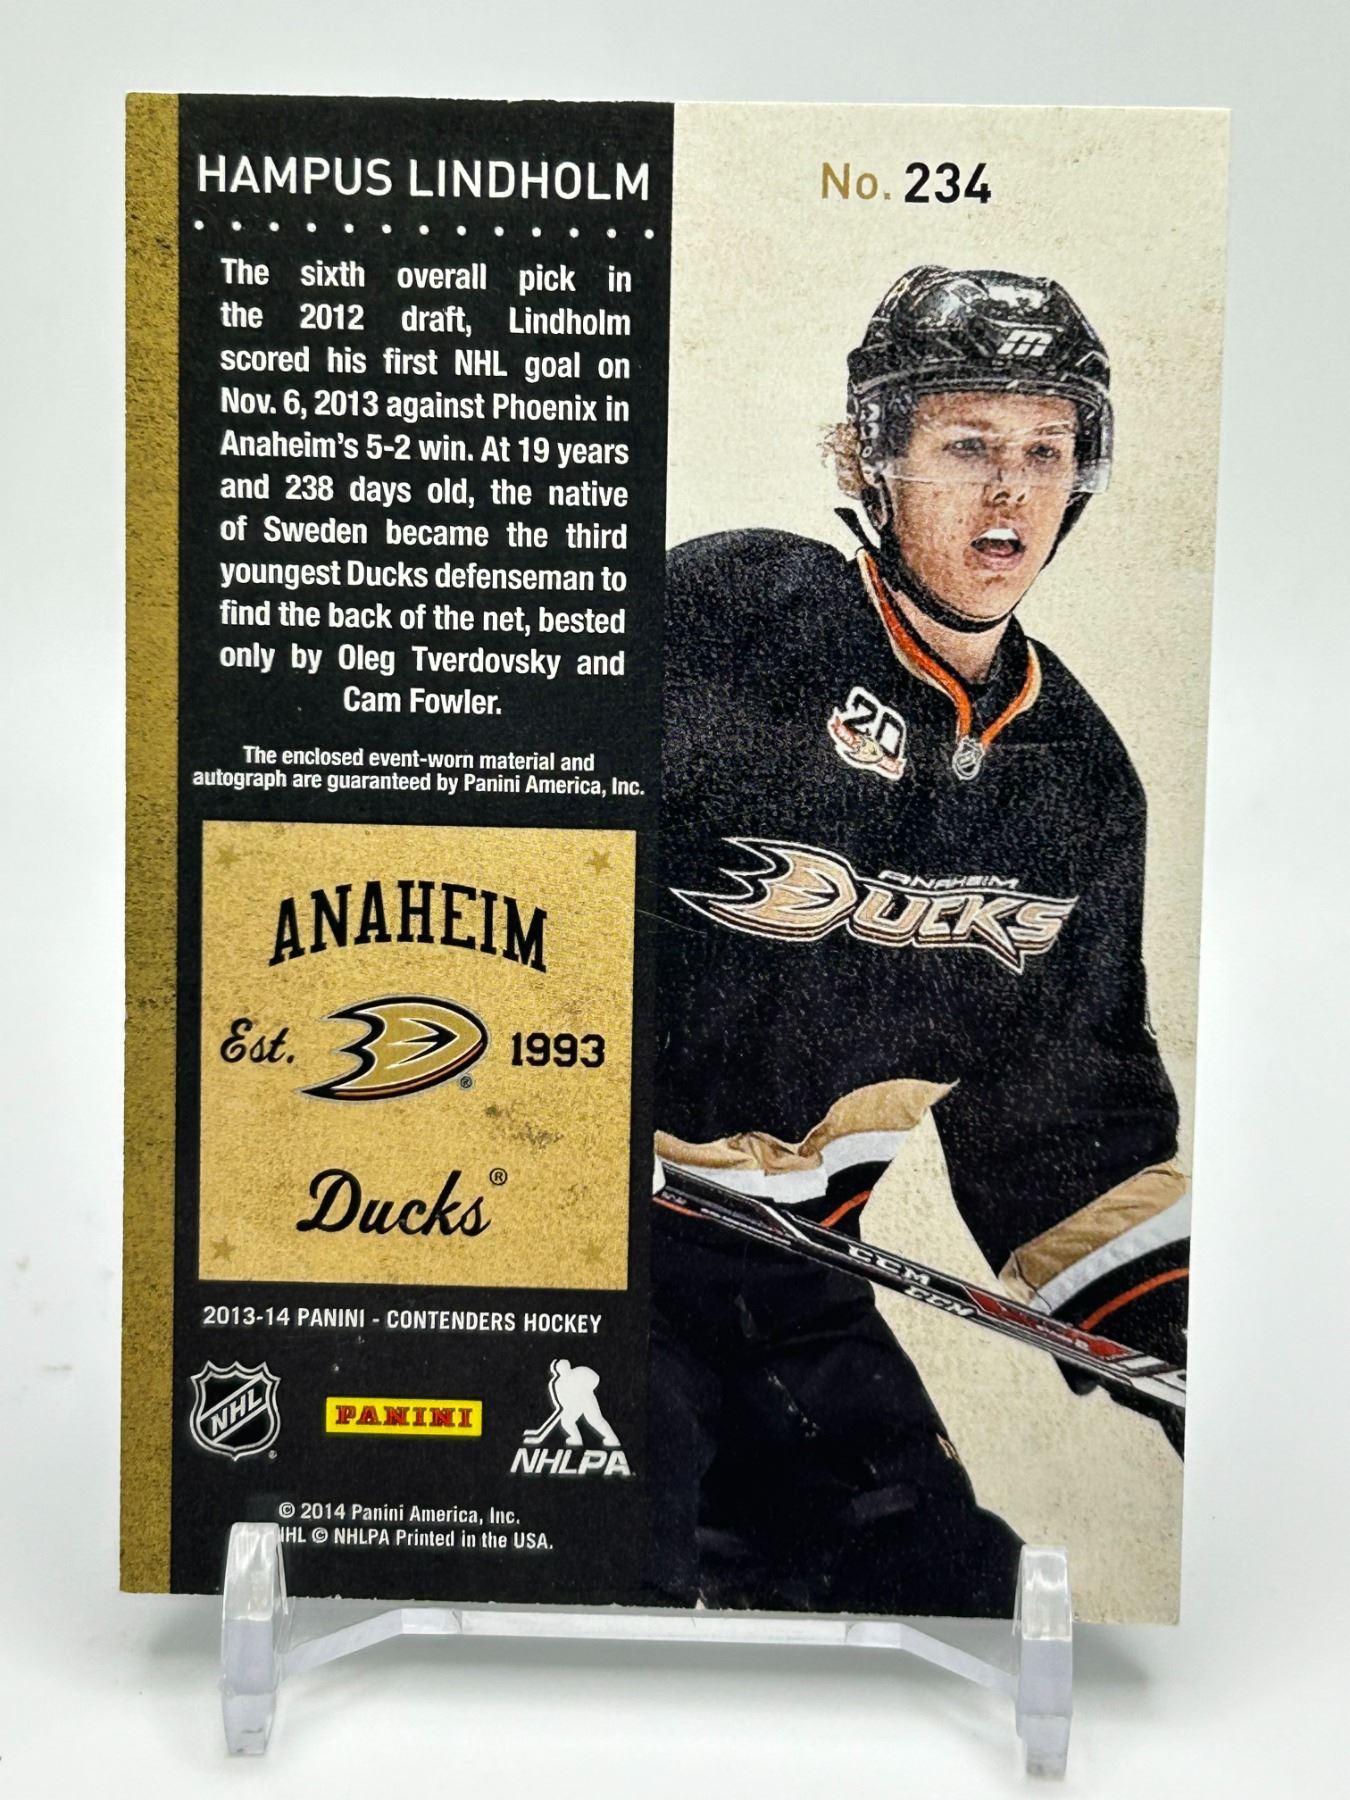 HAMPUS LINDHOLM
The sixth overall pick in
the 2012 draft, Lindholm
scored his first NHL goal on
Nov. 6, 2013 against Phoenix in
Anaheim's 5-2 win. At 19 years
and 238 days old, the native
of Sweden became the third
youngest Ducks defenseman to
find the back of the net, bested
only by Oleg Tverdovsky and
Cam Fowler.
The enclosed event-worn material and
autograph are guaranteed by Panini America, Inc.
ANAHEIM
Est. 1993
Ducks®
2013-14 PANINI - CONTENDERS HOCKEY
NHL
PANINI
NHLPA
© 2014 Panini America, Inc.
NHL © NHLPA Printed in the USA.
No. 234
20
ANAHEIM
DUCKS
CCM
CCM